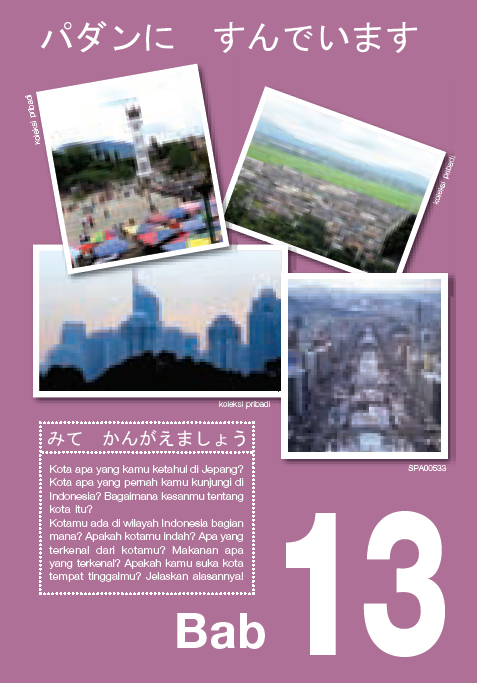 パダンに　すんでいます
koleksi pribadi
koleksi pribadi
koleksi pribadi
SPA00533
みて　かんがえましょう
Kota apa yang kamu ketahui di Jepang?
Kota apa yang pernah kamu kunjungi di
Indonesia? Bagaimana kesanmu tentang
kota itu?
Kotamu ada di wilayah Indonesia bagian
mana? Apakah kotamu indah? Apa yang
terkenal dari kotamu? Makanan apa
yang terkenal? Apakah kamu suka kota
tempat tinggalmu? Jelaskan alasannya!
Bab 13